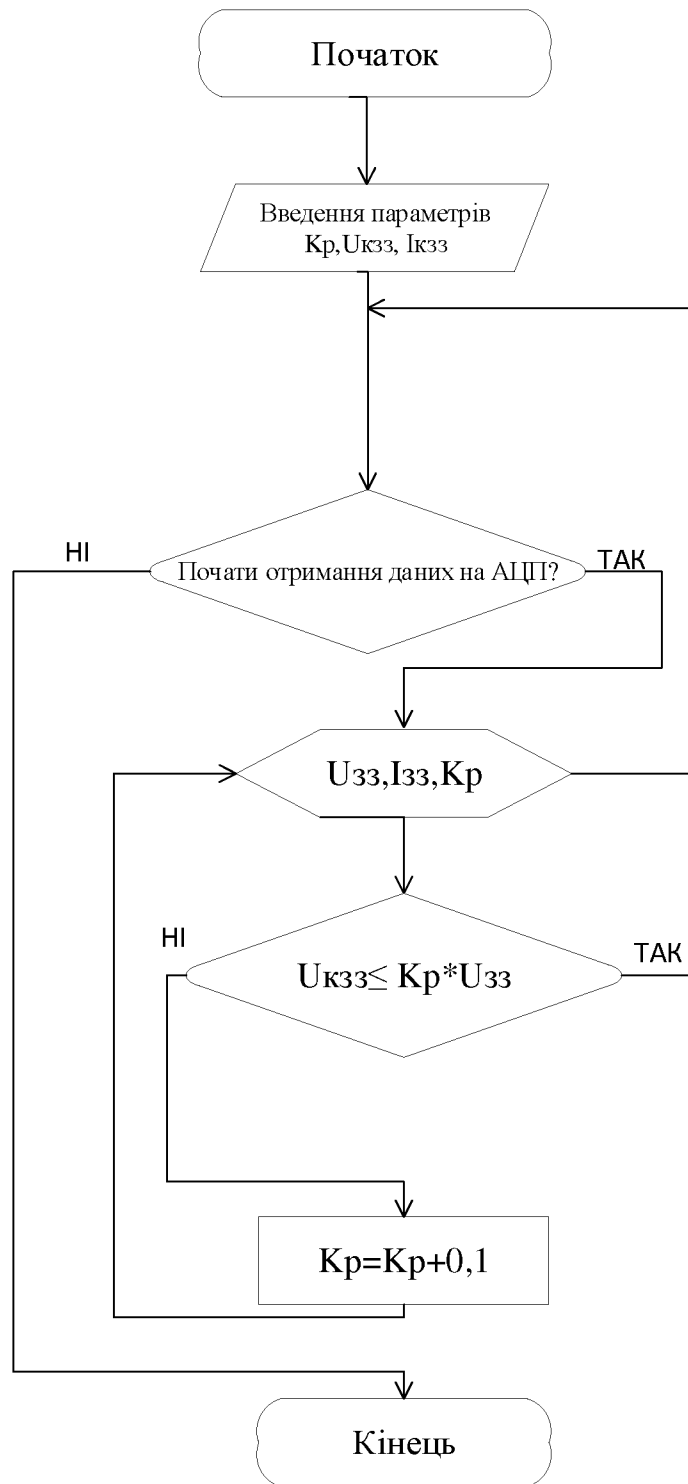 Початок
Введення параметрів
Kp,Uкзз, Iкзз
НІ
Почати отримання даних на АЦП?
ТАК
Uзз,Iзз,Kp
НІ
Uкзз≤ Kp*Uзз
ТАК
Kp=Kp+0,1
Кінець